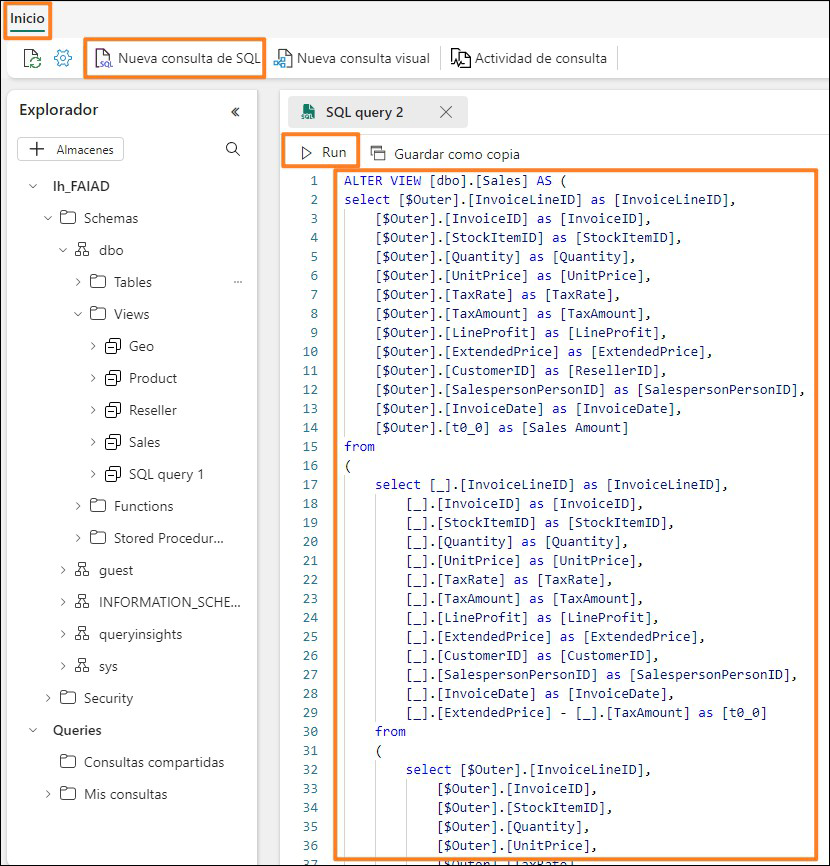 Inicio
Nueva consulta de SQL
Nueva consulta visual
Actividad de consulta
Explorador
Almacenes
lh_FAIAD
Schemas
dbo
Tables
Views
Geo
Product
Reseller
Sales
SQL query 1
Functions
Stored Procedur...
guest
INFORMATION_SCHE...
queryinsights
sys
Security
Queries
Consultas compartidas
Mis consultas
SQL query 2
Run
Guardar como copia
1 ALTER VIEW [dbo].[Sales] AS (
2 select [$Outer].[InvoiceLineID] as [InvoiceLineID],
3 [$Outer].[InvoiceID] as [InvoiceID],
4 [$Outer].[StockItemID] as [StockItemID],
5 [$Outer].[Quantity] as [Quantity],
6 [$Outer].[UnitPrice] as [UnitPrice],
7 [$Outer].[TaxRate] as [TaxRate],
8 [$Outer].[TaxAmount] as [TaxAmount],
9 [$Outer].[LineProfit] as [LineProfit],
10 [$Outer].[ExtendedPrice] as [ExtendedPrice],
11 [$Outer].[CustomerID] as [ResellerID],
12 [$Outer].[SalespersonPersonID] as [SalespersonPersonID],
13 [$Outer].[InvoiceDate] as [InvoiceDate],
14 [$Outer].[t0_0] as [Sales Amount]
15 from
16 (
17 select [_].[InvoiceLineID] as [InvoiceLineID],
18 [_].[InvoiceID] as [InvoiceID],
19 [_].[StockItemID] as [StockItemID],
20 [_].[Quantity] as [Quantity],
21 [_].[UnitPrice] as [UnitPrice],
22 [_].[TaxRate] as [TaxRate],
23 [_].[TaxAmount] as [TaxAmount],
24 [_].[LineProfit] as [LineProfit],
25 [_].[ExtendedPrice] as [ExtendedPrice],
26 [_].[CustomerID] as [CustomerID],
27 [_].[SalespersonPersonID] as [SalespersonPersonID],
28 [_].[InvoiceDate] as [InvoiceDate],
29 [_].[ExtendedPrice] - [_].[TaxAmount] as [t0_0]
30 from
31 (
32 select [$Outer].[InvoiceLineID],
33 [$Outer].[InvoiceID],
34 [$Outer].[StockItemID],
35 [$Outer].[Quantity],
36 [$Outer].[UnitPrice],
37 [$Outer].[TaxRate]